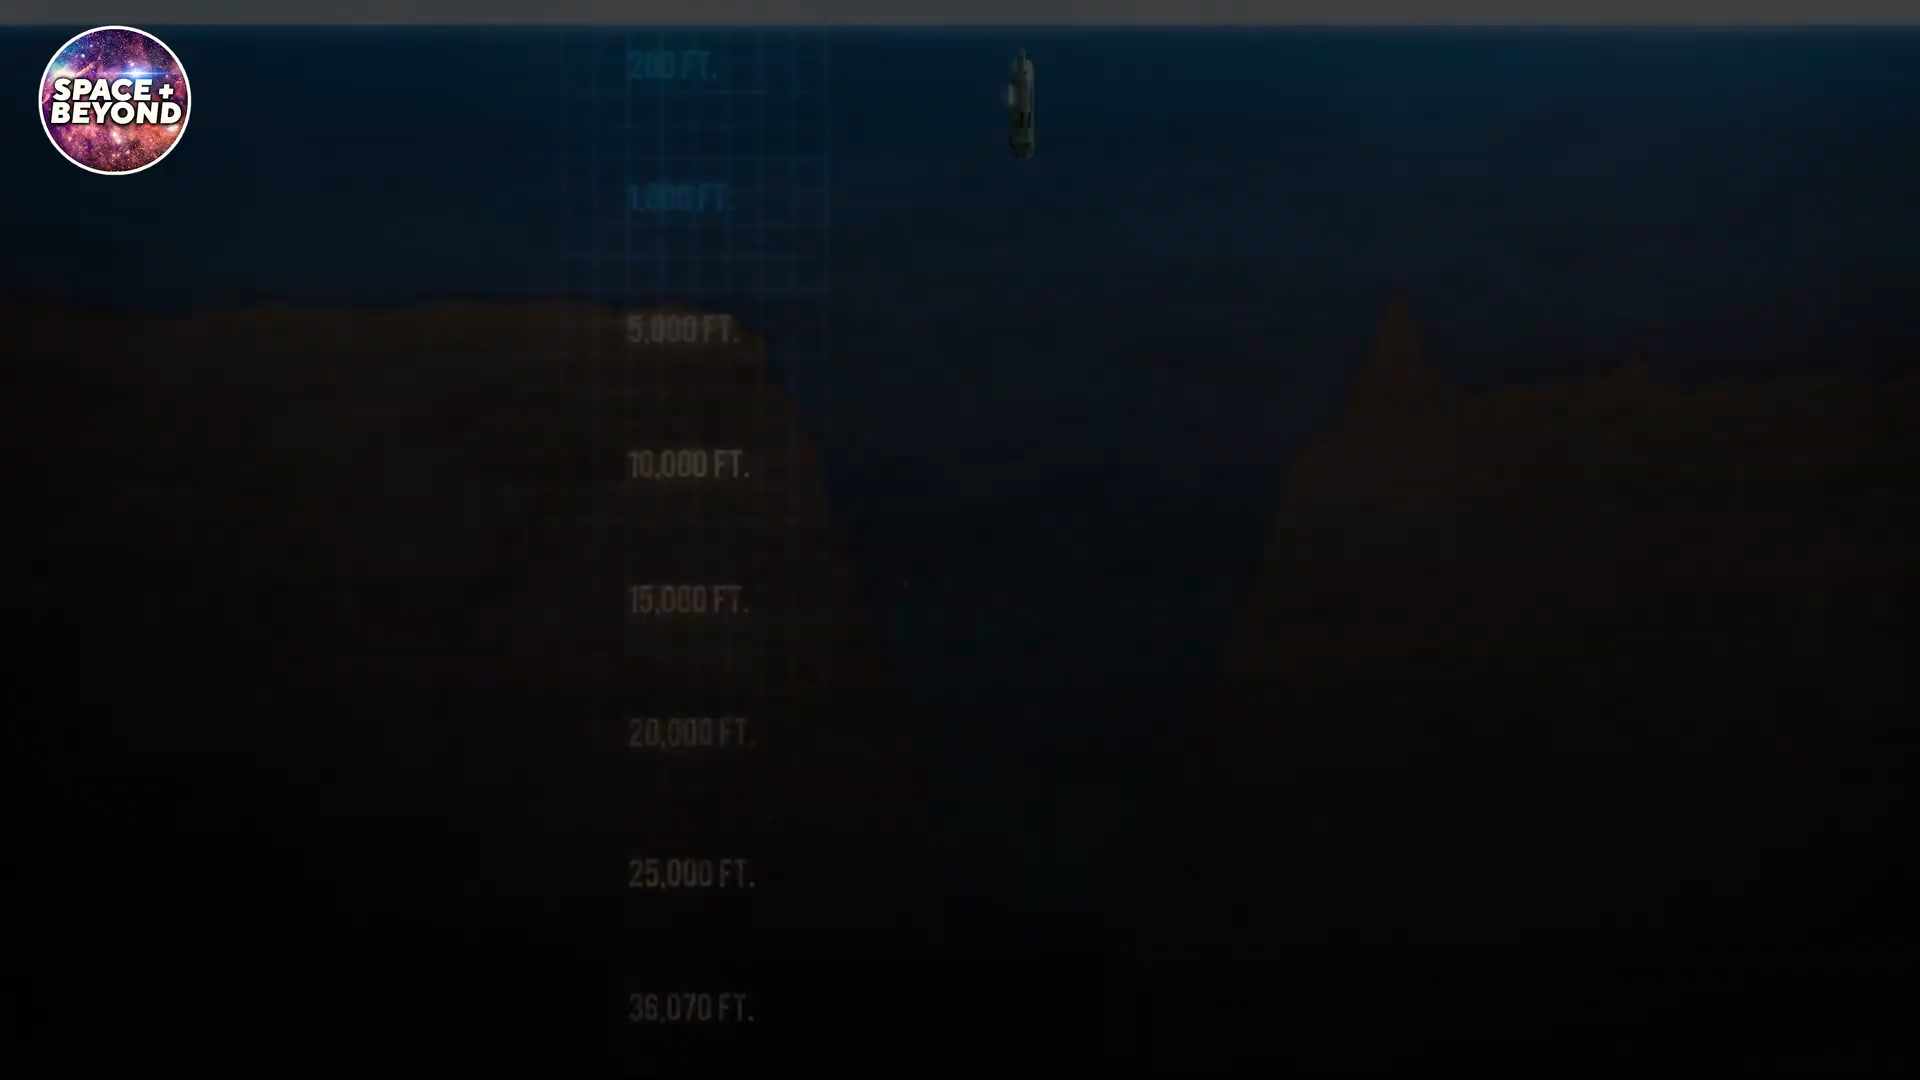 SPACE +
BEYOND
200 FT.
1,000 FT.
5,000 FT.
10,000 FT.
15,000 FT.
20,000 FT.
25,000 FT.
36,070 FT.